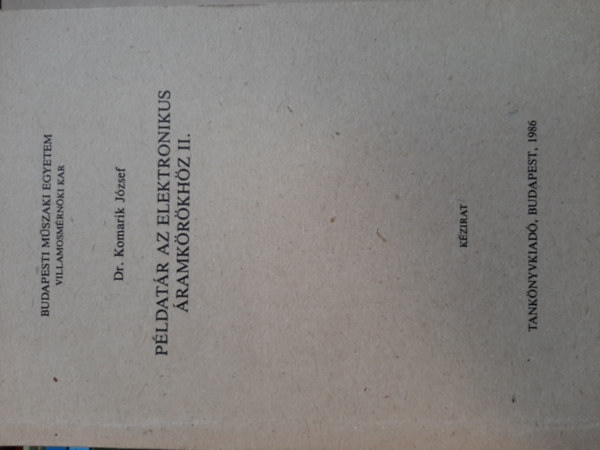 BUDAPESTI MŰSZAKI EGYETEM
VILLAMOSMÉRNÖKI KAR
Dr. Komarik József
PÉLDATÁR AZ ELEKTRONIKUS
ÁRAMKÖRÖKHÖZ II.
KÉZIRAT
TANKÖNYVKIADÓ, BUDAPEST, 1986